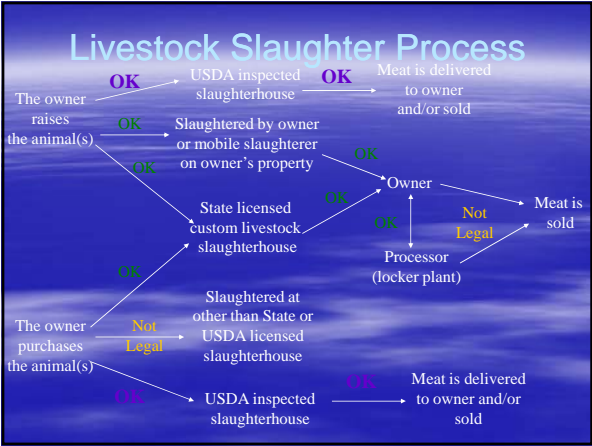 Livestock Slaughter Process
The owner
raises
the animal(s)
OK
USDA inspected
slaughterhouse
OK
Meat is delivered
to owner
and/or sold
OK
Slaughtered by owner
or mobile slaughterer
on owner's property
OK
OK
State licensed
custom livestock
slaughterhouse
OK
Owner
OK
Processor
(locker plant)
Not
Legal
Meat is
sold
The owner
purchases
the animal(s)
OK
Not
Legal
Slaughtered at
other than State or
USDA licensed
slaughterhouse
OK
USDA inspected
slaughterhouse
OK
Meat is delivered
to owner and/or
sold